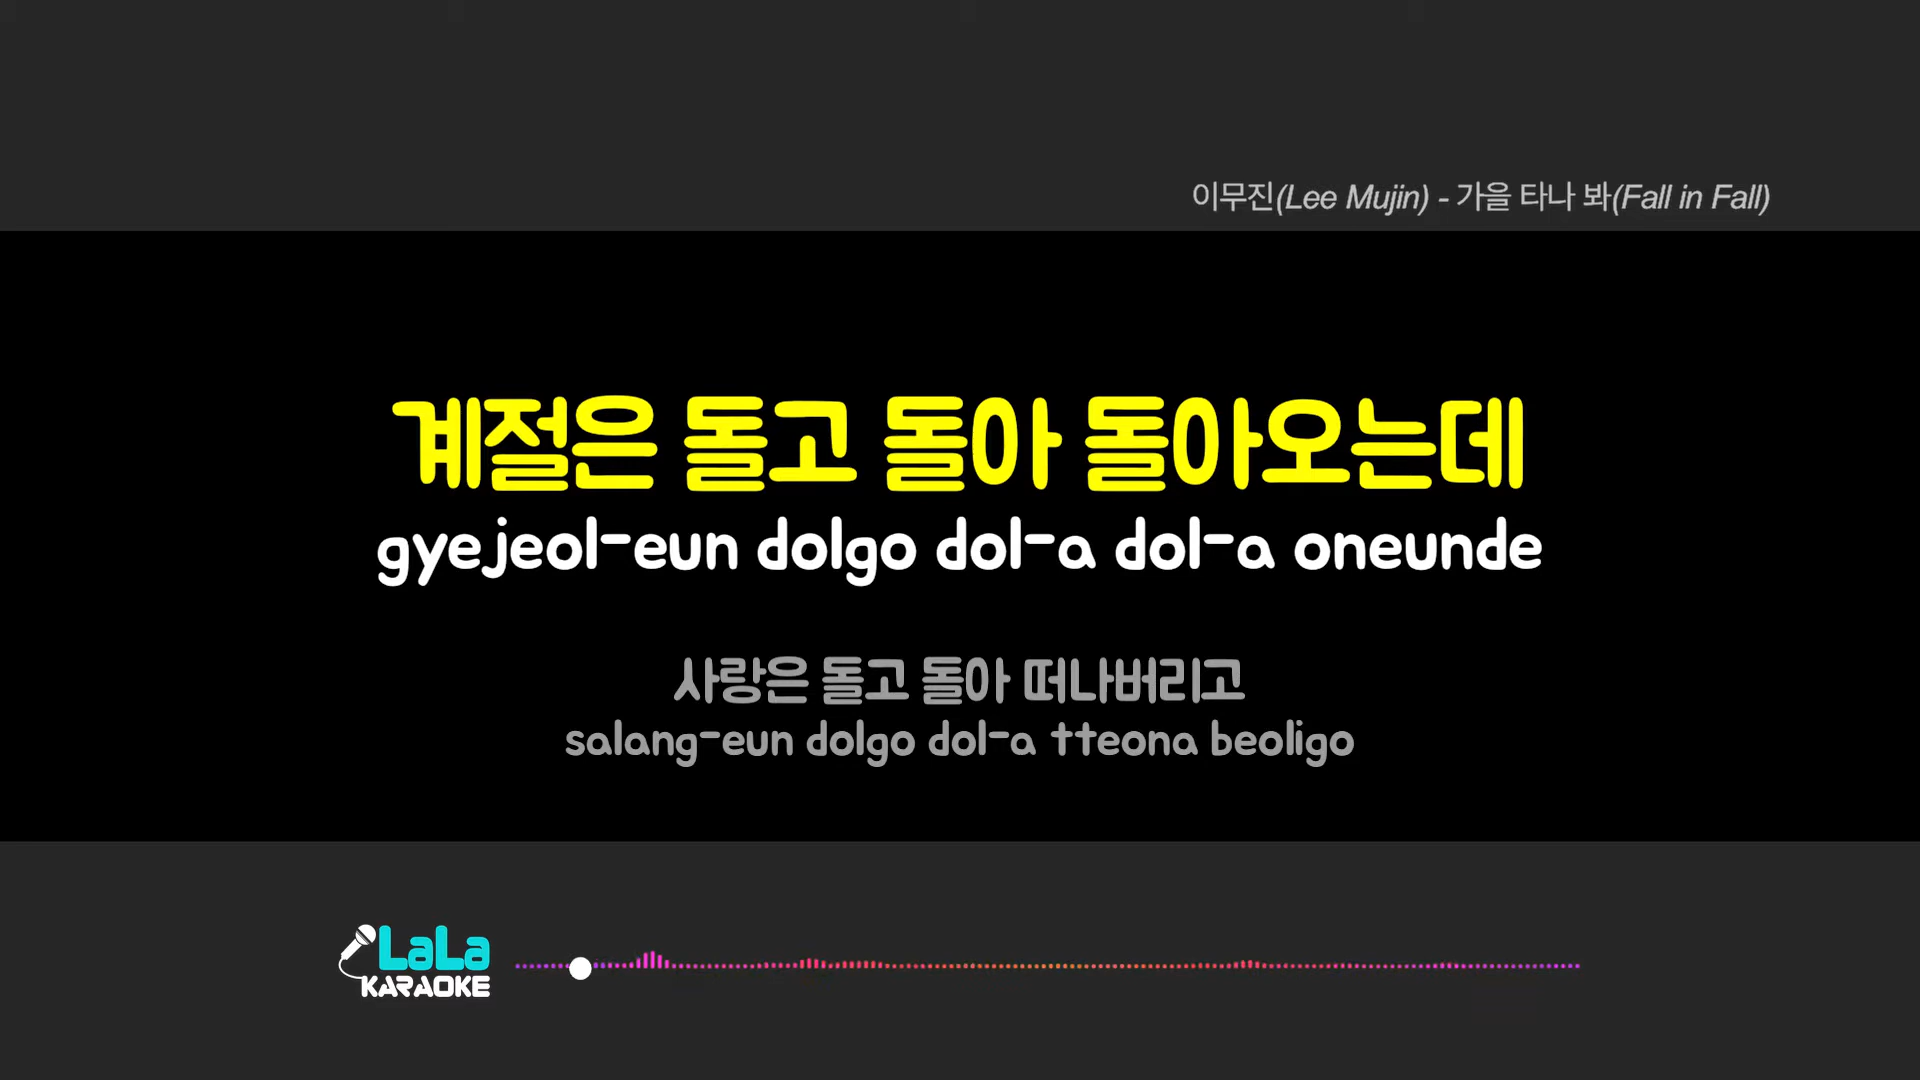 이무진(Lee Mujin) - 가을 타나 봐(Fall in Fall)
계절은 돌고 돌아 돌아오는데
gyejeol-eun dolgo dol-a dol-a oneunde
사랑은 돌고 돌아 떠나버리고
salang-eun dolgo dol-a tteona beoligo
LaLa
KARAOKE